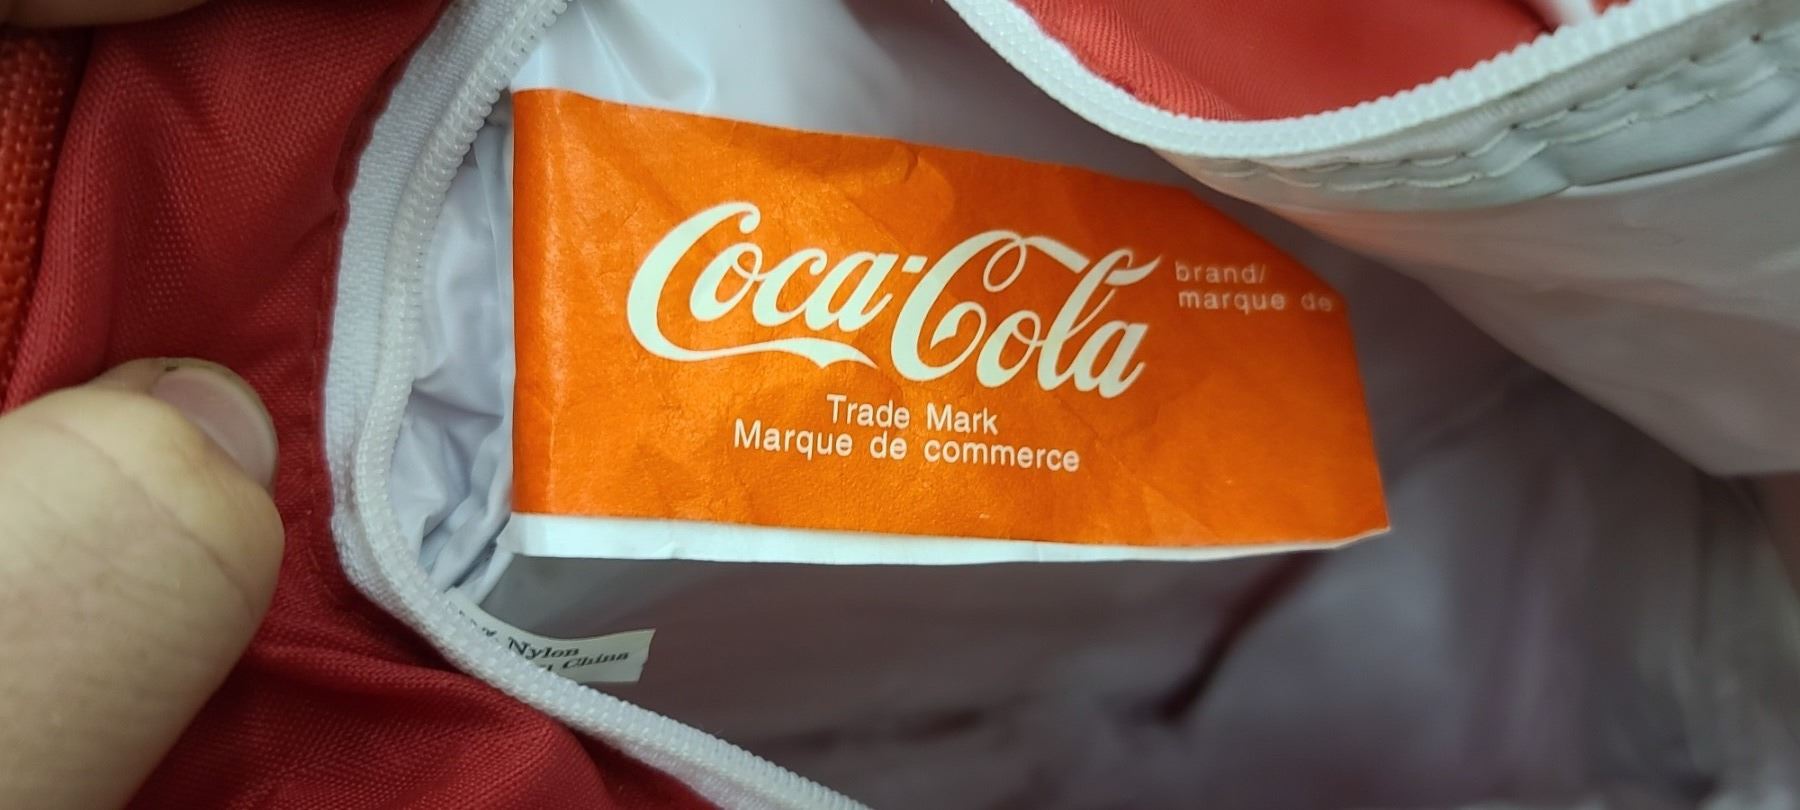 Coca-Cola
brand/
marque de
Trade Mark
Marque de commerce
% Nylon
China